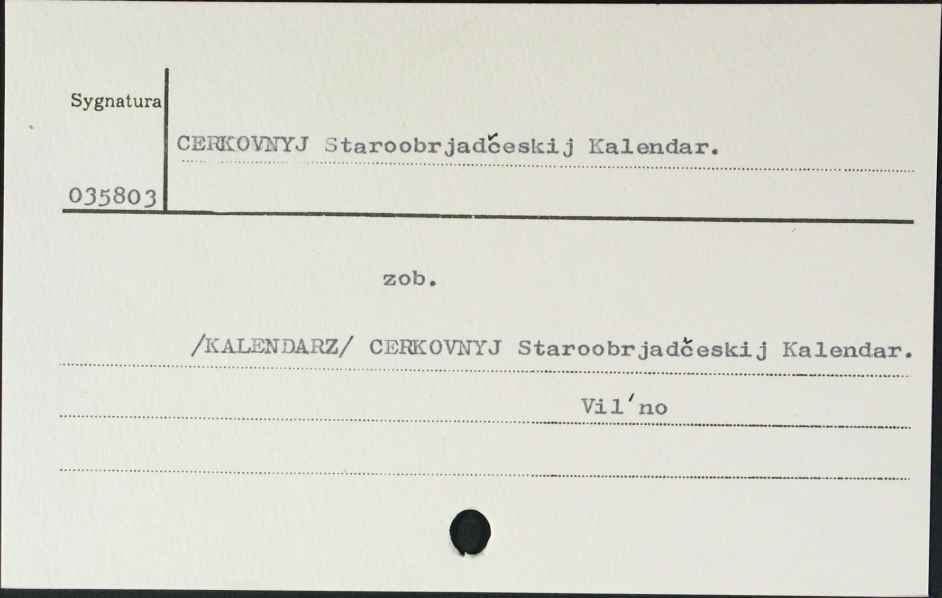 Sygnatura
CERKOVNYJ Staroobrjadčeskij Kalendar.
035803
zob.
/KALENDARZ/ CERKOVNYJ Staroobrjadčeskij Kalendar.
Vil'no